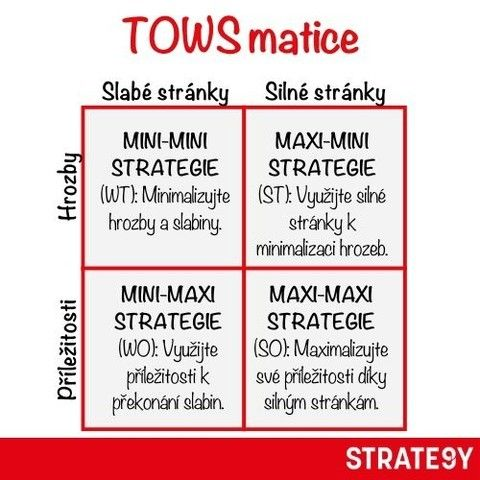 TOWS matice
Slabé stránky
Silné stránky
Hrozby
MINI-MINI
STRATEGIE
(WT): Minimalizujte
hrozby a slabiny.
MAXI-MINI
STRATEGIE
(ST): Využijte silné
stránky k
minimalizaci hrozeb.
Příležitosti
MINI-MAXI
STRATEGIE
(WO): Využijte
příležitosti k
překonání slabin.
MAXI-MAXI
STRATEGIE
(SO): Maximalizujte
své příležitosti díky
silným stránkám.
STRATE9Y